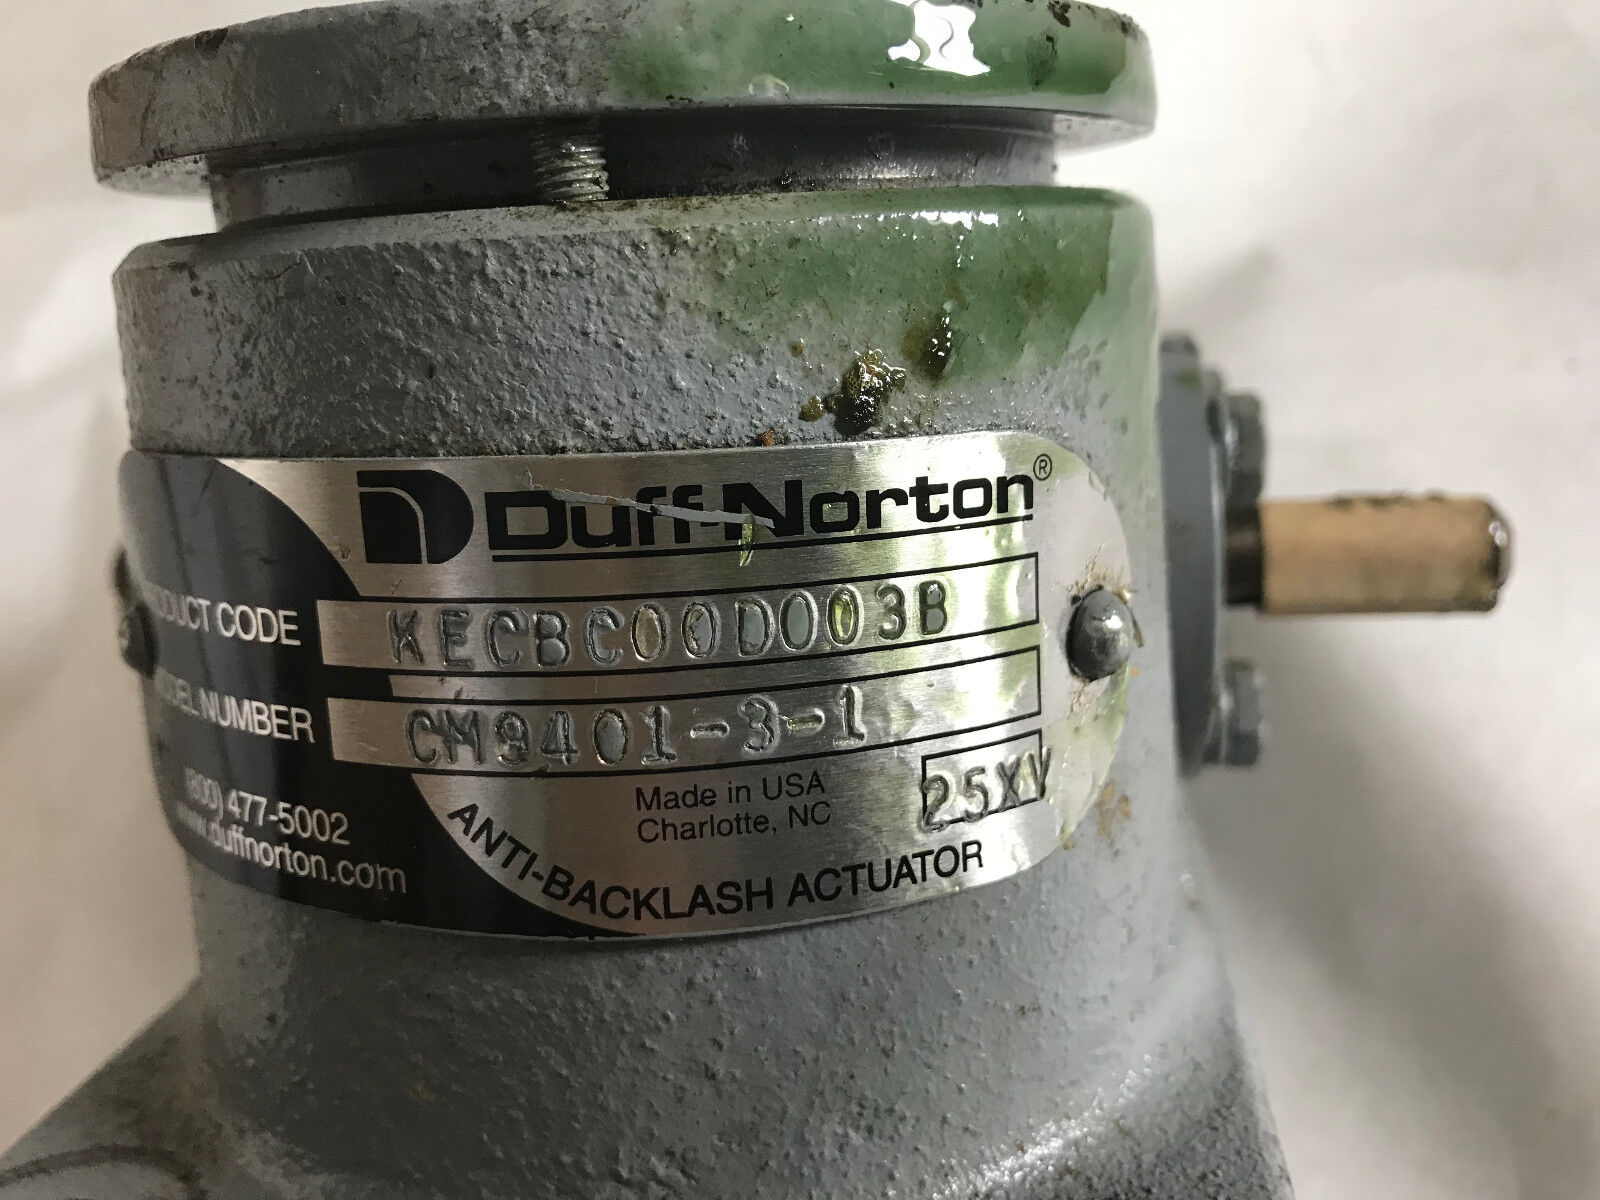 Duff-Norton®
PRODUCT CODE KECBC00D003B
MODEL NUMBER CM9401-3-1
Made in USA
Charlotte, NC
25XV
(800) 477-5002
www.duffnorton.com
ANTI-BACKLASH ACTUATOR